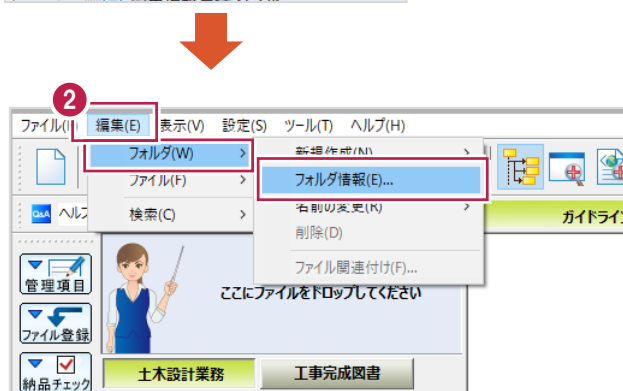 2
ファイル(F) 編集(E) 表示(V) 設定(S) ツール(T) ヘルプ(H)
フォルダ(W) > 新規作成(N) >
ファイル(F) > フォルダ情報(E)...
検索(C) > 名前の変更(R) >
削除(D)
ファイル関連付け(F)...
Q&A ヘルプ
ガイドライン
管理項目
ここにファイルをドロップしてください
ファイル登録
納品チェック
土木設計業務 工事完成図書